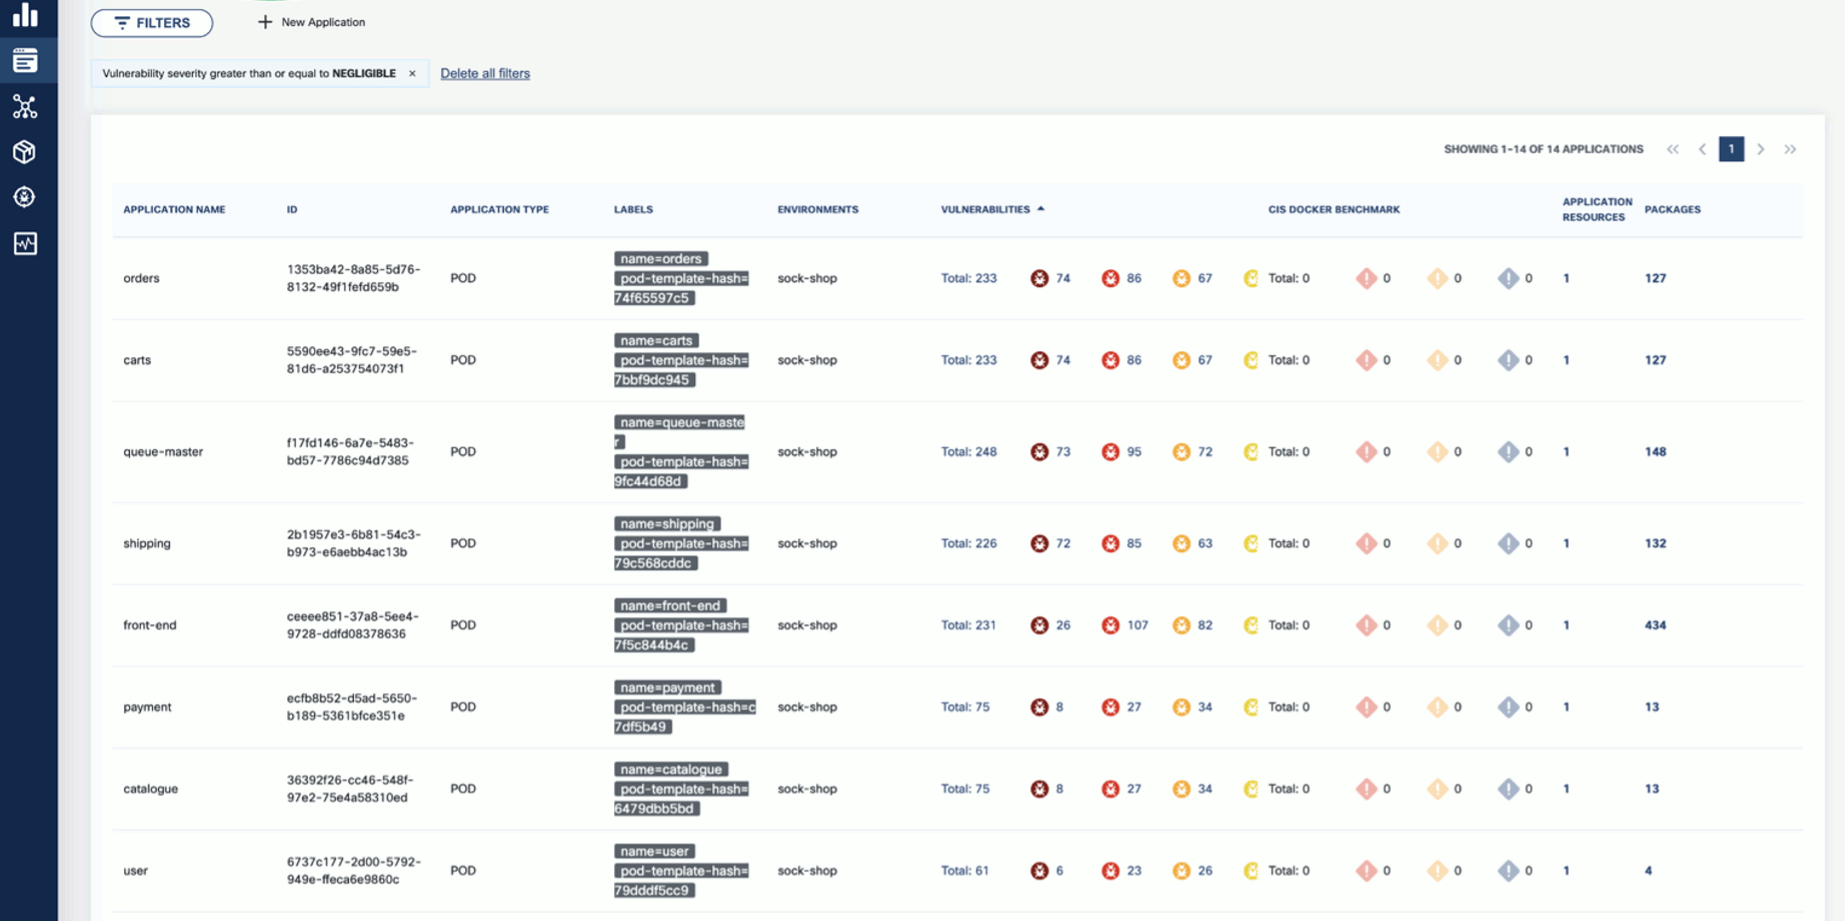 FILTERS
New Application
Vulnerability severity greater than or equal to NEGLIGIBLE ×
Delete all filters
SHOWING 1-14 OF 14 APPLICATIONS 1
APPLICATION NAME ID APPLICATION TYPE LABELS ENVIRONMENTS VULNERABILITIES CIS DOCKER BENCHMARK APPLICATION RESOURCES PACKAGES
orders 1353ba42-8a85-5d76- POD name=orders sock-shop Total: 233 74 86 67 Total: 0 0 0 0 1 127
8132-49f1fefd659b pod-template-hash=
74f65597c5
carts 5590ee43-9fc7-59e5- POD name=carts sock-shop Total: 233 74 86 67 Total: 0 0 0 0 1 127
81d6-a253754073f1 pod-template-hash=
7bbf9dc945
queue-master f17fd146-6a7e-5483- POD name=queue-maste sock-shop Total: 248 73 95 72 Total: 0 0 0 0 1 148
bd57-7786c94d7385 r
pod-template-hash=
9fc44d68d
shipping 2b1957e3-6b81-54c3- POD name=shipping sock-shop Total: 226 72 85 63 Total: 0 0 0 0 1 132
b973-e6aebb4ac13b pod-template-hash=
79c568cddc
front-end ceeee851-37a8-5ee4- POD name=front-end sock-shop Total: 231 26 107 82 Total: 0 0 0 0 1 434
9728-ddfd08378636 pod-template-hash=
7f5c844b4c
payment ecfb8b52-d5ad-5650- POD name=payment sock-shop Total: 75 8 27 34 Total: 0 0 0 0 1 13
b189-5361bfce351e pod-template-hash=c
7df5b49
catalogue 36392f26-cc46-548f- POD name=catalogue sock-shop Total: 75 8 27 34 Total: 0 0 0 0 1 13
97e2-75e4a58310ed pod-template-hash=
6479dbb5bd
user 6737c177-2d00-5792- POD name=user sock-shop Total: 61 6 23 26 Total: 0 0 0 0 1 4
949e-ffeca6e9860c pod-template-hash=
79dddf5cc9